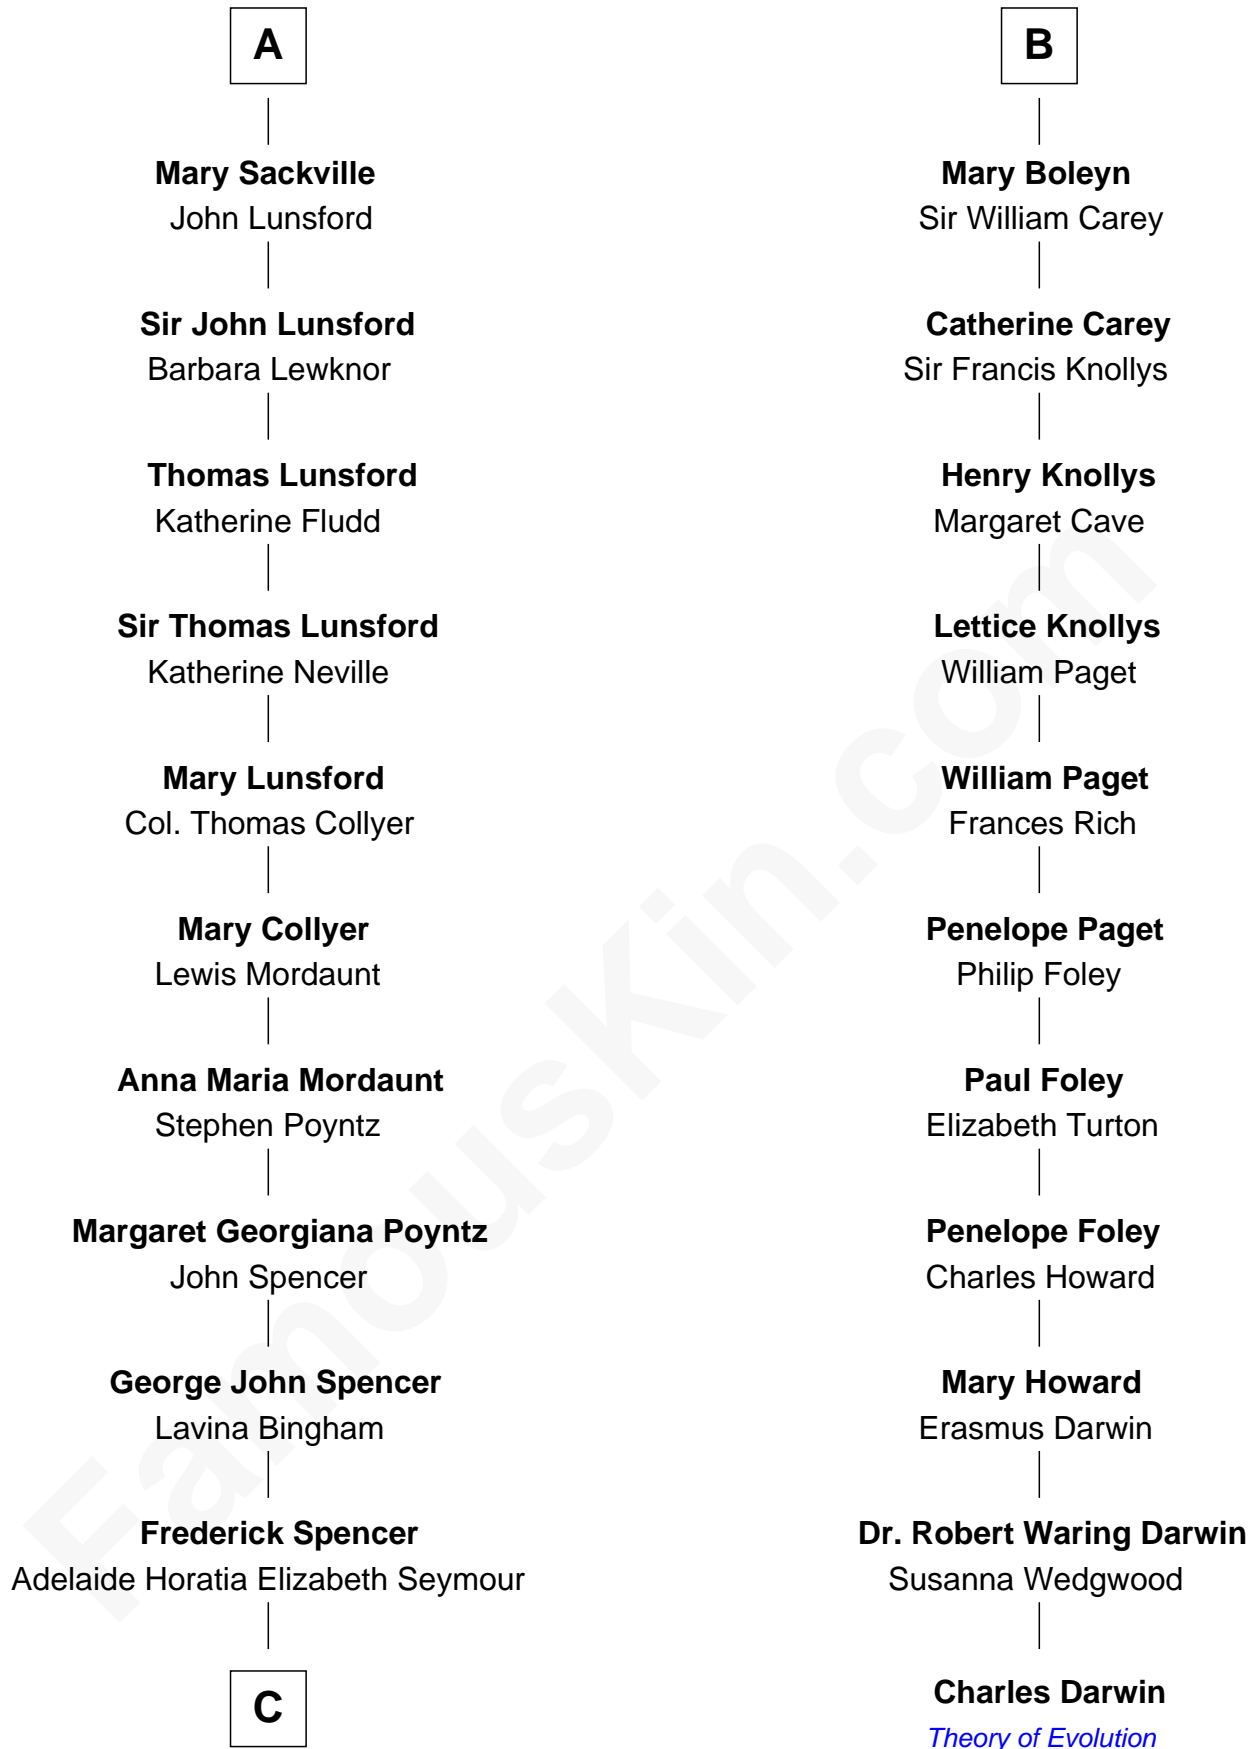 A
Mary Sackville
John Lunsford
Sir John Lunsford
Barbara Lewknor
Thomas Lunsford
Katherine Fludd
Sir Thomas Lunsford
Katherine Neville
Mary Lunsford
Col. Thomas Collyer
Mary Collyer
Lewis Mordaunt
Anna Maria Mordaunt
Stephen Poyntz
Margaret Georgiana Poyntz
John Spencer
George John Spencer
Lavina Bingham
Frederick Spencer
Adelaide Horatia Elizabeth Seymour
C
B
Mary Boleyn
Sir William Carey
Catherine Carey
Sir Francis Knollys
Henry Knollys
Margaret Cave
Lettice Knollys
William Paget
William Paget
Frances Rich
Penelope Paget
Philip Foley
Paul Foley
Elizabeth Turton
Penelope Foley
Charles Howard
Mary Howard
Erasmus Darwin
Dr. Robert Waring Darwin
Susanna Wedgwood
Charles Darwin
Theory of Evolution
FamousKin.com